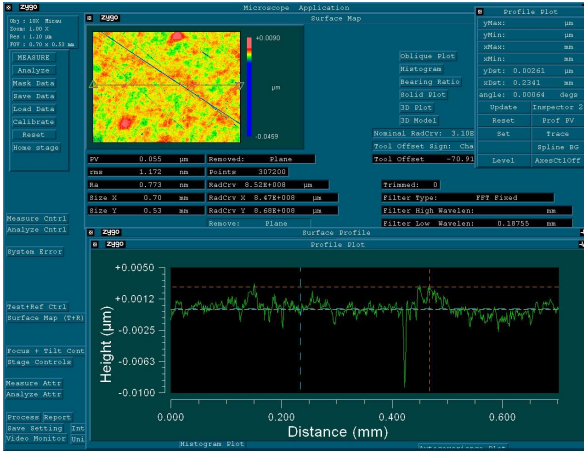 zygo Microscope Application
Obj : 10X Mirau
Zoom: 1.00 X
Res : 1.10 µm
FOV : 0.70 x 0.53 mm
MEASURE
Analyze
Mask Data
Save Data
Load Data
Calibrate
Reset
Home stage
Measure Cntrl
Analyze Cntrl
System Error
Test+Ref Ctrl
Surface Map (T+R)
Focus + Tilt Cont
Stage Controls
Measure Attr
Analyze Attr
Process Report
Save Setting Int
Video Monitor Uni
zygo Surface Map
+0.0090
µm
-0.0459
Oblique Plot
Histogram
Bearing Ratio
Solid Plot
3D Plot
3D Model
Nominal RadCrv: 3.10E
Tool Offset Sign: Cha
Tool Offset -70.91
PV 0.055 µm
rms 1.172 nm
Ra 0.773 nm
Size X 0.70 mm
Size Y 0.53 mm
Removed: Plane
Points 307200
RadCrv 8.52E+008 µm
RadCrv X 8.47E+008 µm
RadCrv Y 8.68E+008 µm
Remove: Plane
Trimmed: 0
Filter Type: FFT Fixed
Filter High Wavelen: mm
Filter Low Wavelen: 0.18755 mm
Profile Plot
yMax: µm
yMin: µm
xMax: mm
xMin: mm
yDst: 0.00261 µm
xDst: 0.2341 mm
angle: 0.00064 degs
Update Inspector 2
Reset Prof PV
Set Trace
Spline BG
Level AxesCtlOff
zygo Surface Profile
zygo Profile Plot
+0.0050
+0.0012
-0.0025
-0.0063
-0.0100
Height (µm)
0.000 0.200 0.400 0.600
Distance (mm)
Histogram Plot